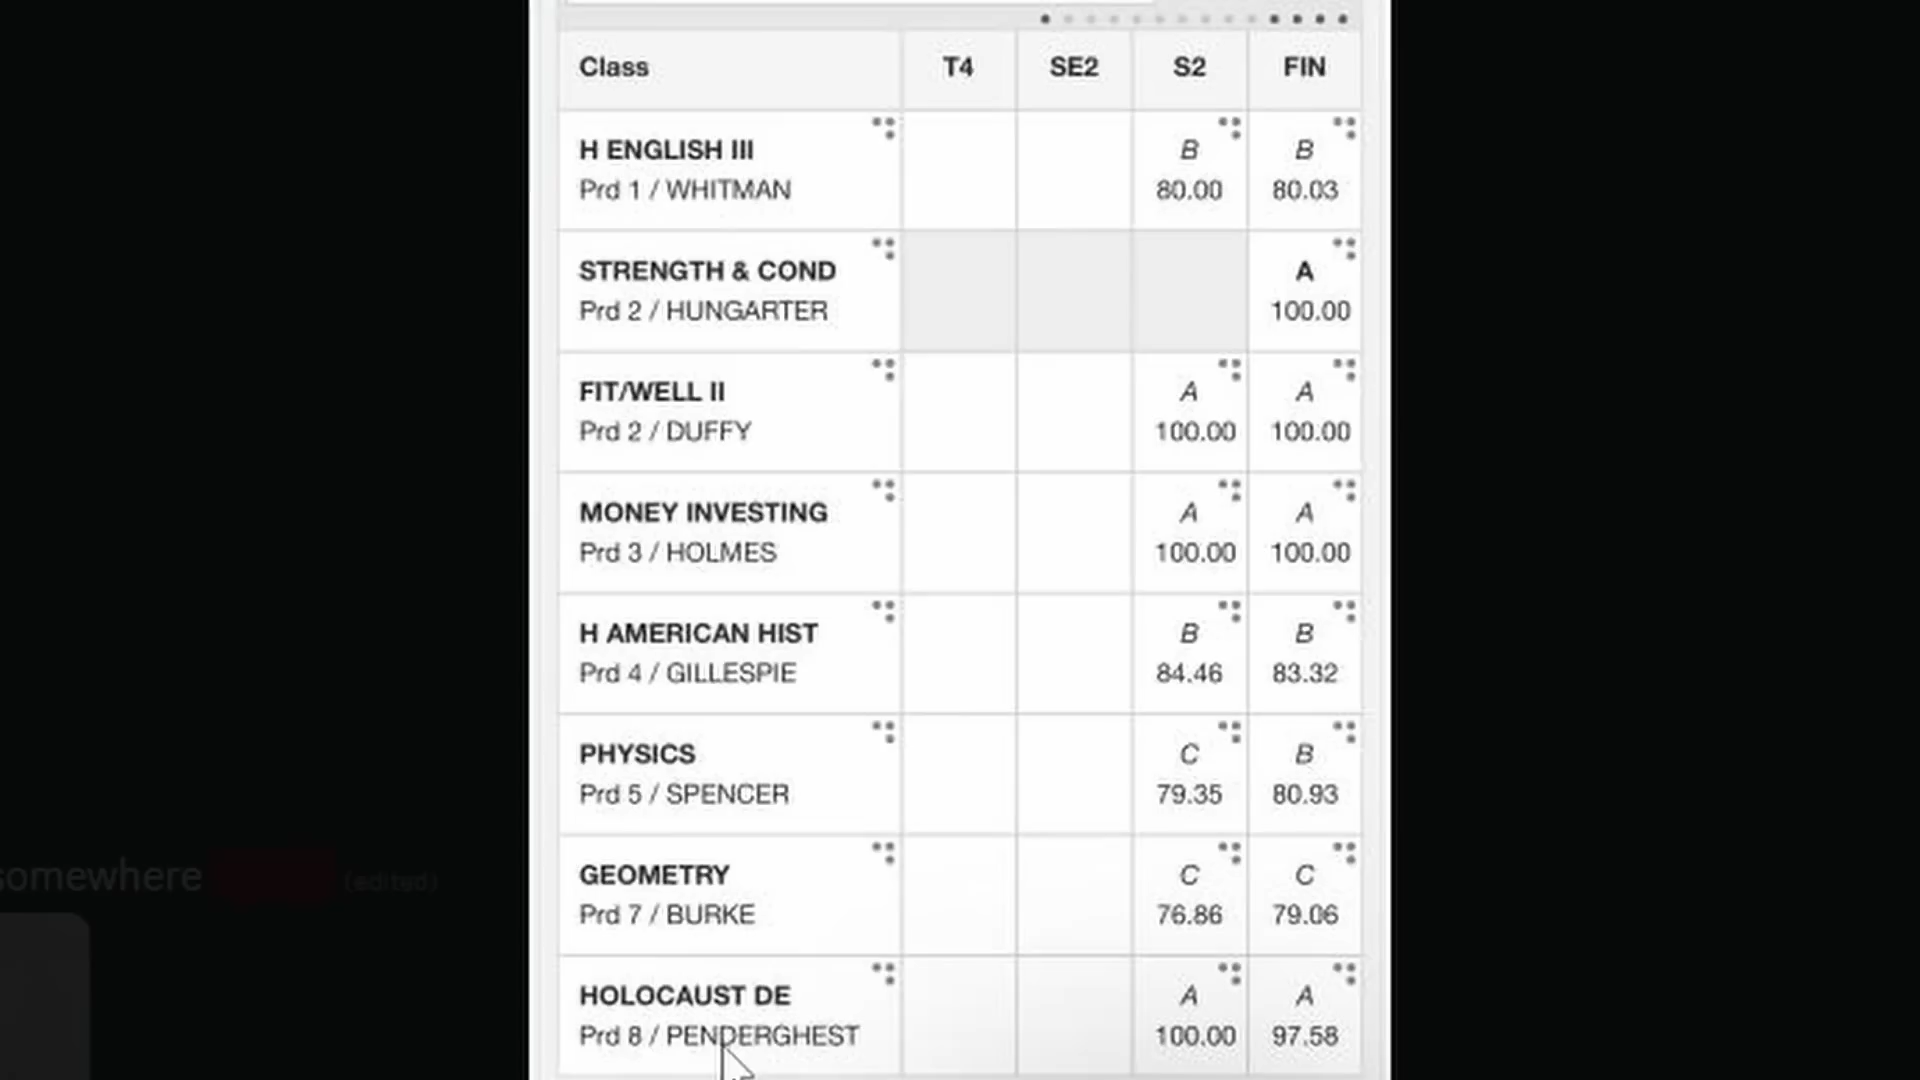 Class T4 SE2 S2 FIN
H ENGLISH III B B
Prd 1 / WHITMAN 80.00 80.03
STRENGTH & COND A
Prd 2 / HUNGARTER 100.00
FIT/WELL II A A
Prd 2 / DUFFY 100.00 100.00
MONEY INVESTING A A
Prd 3 / HOLMES 100.00 100.00
H AMERICAN HIST B B
Prd 4 / GILLESPIE 84.46 83.32
PHYSICS C B
Prd 5 / SPENCER 79.35 80.93
GEOMETRY C C
Prd 7 / BURKE 76.86 79.06
somewhere (edited)
HOLOCAUST DE A A
Prd 8 / PENDERGHEST 100.00 97.58